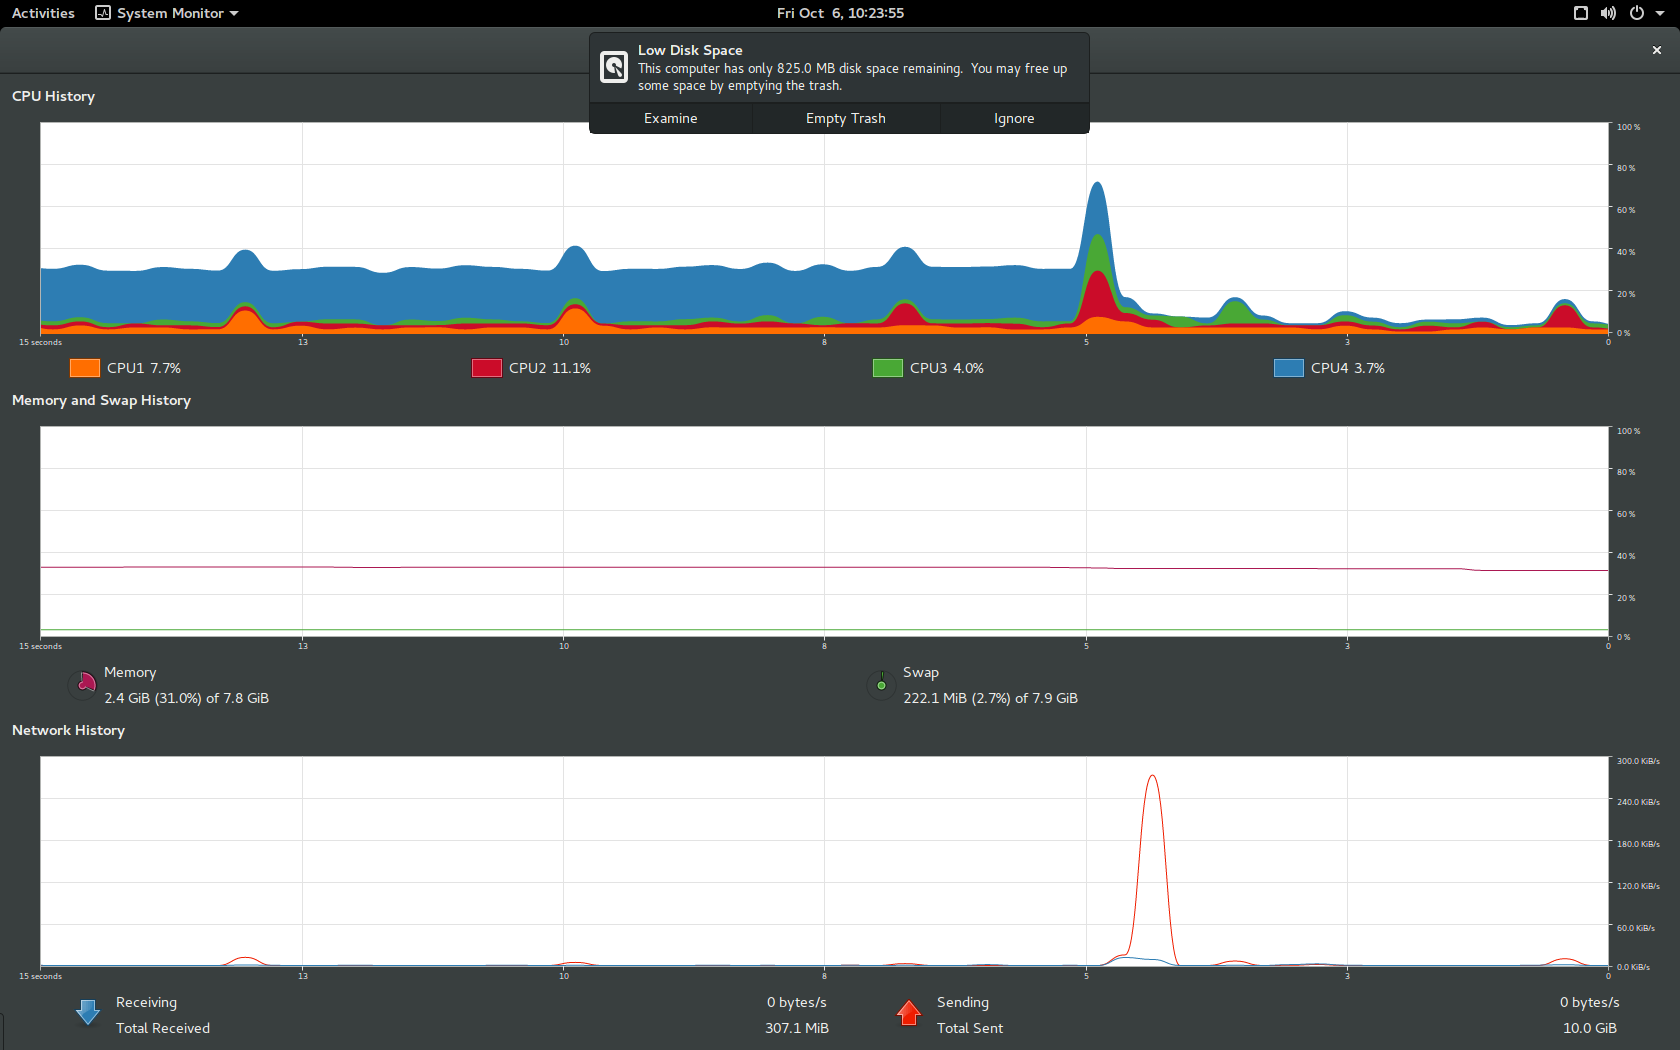 Activities System Monitor Fri Oct 6, 10:23:55
Low Disk Space
This computer has only 825.0 MB disk space remaining. You may free up
some space by emptying the trash.
Examine Empty Trash Ignore
CPU History
100 %
80 %
60 %
40 %
20 %
0 %
15 seconds 13 10 8 5 3 0
CPU1 7.7% CPU2 11.1% CPU3 4.0% CPU4 3.7%
Memory and Swap History
100 %
80 %
60 %
40 %
20 %
0 %
15 seconds 13 10 8 5 3 0
Memory Swap
2.4 GiB (31.0%) of 7.8 GiB 222.1 MiB (2.7%) of 7.9 GiB
Network History
300.0 KiB/s
240.0 KiB/s
180.0 KiB/s
120.0 KiB/s
60.0 KiB/s
0.0 KiB/s
15 seconds 13 10 8 5 3 0
Receiving 0 bytes/s Sending 0 bytes/s
Total Received 307.1 MiB Total Sent 10.0 GiB